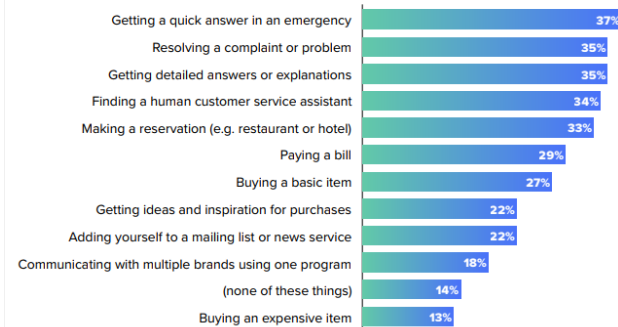 Getting a quick answer in an emergency 37%
Resolving a complaint or problem 35%
Getting detailed answers or explanations 35%
Finding a human customer service assistant 34%
Making a reservation (e.g. restaurant or hotel) 33%
Paying a bill 29%
Buying a basic item 27%
Getting ideas and inspiration for purchases 22%
Adding yourself to a mailing list or news service 22%
Communicating with multiple brands using one program 18%
(none of these things) 14%
Buying an expensive item 13%